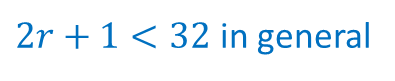 2r + 1 < 32 in general